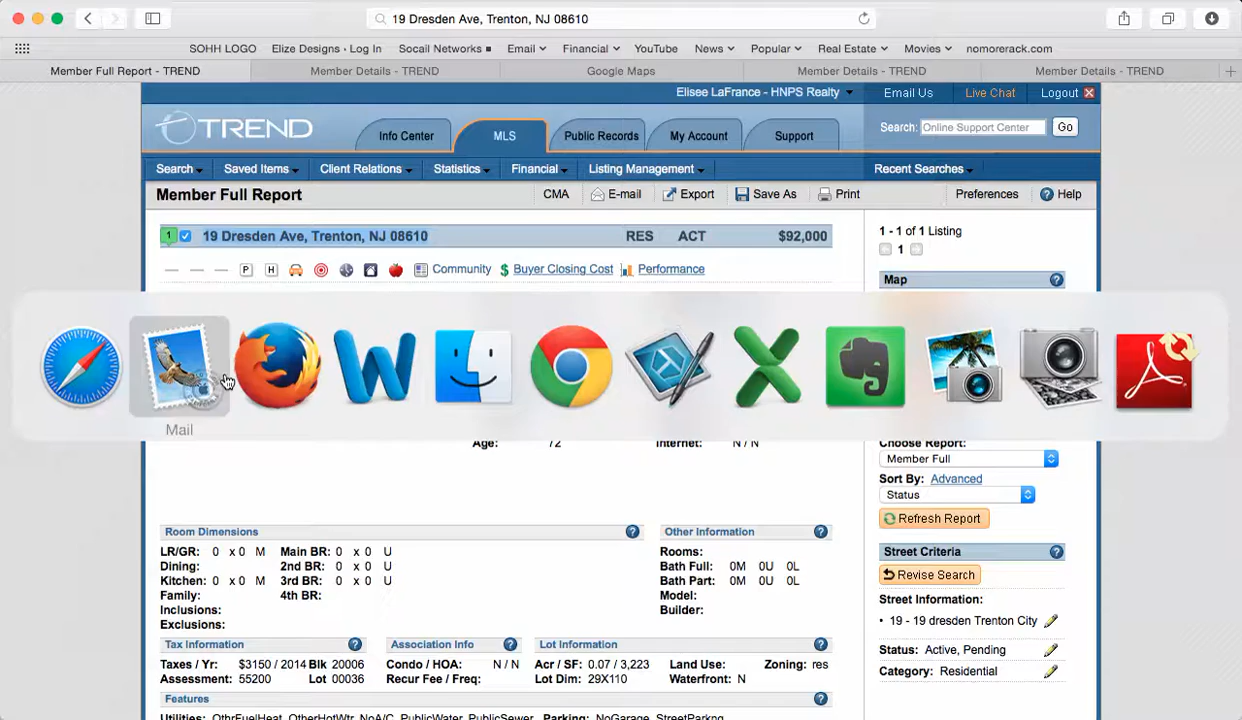 19 Dresden Ave, Trenton, NJ 08610
SOHH LOGO Elize Designs · Log In Socail Networks Email Financial YouTube News Popular Real Estate Movies nomorerack.com
Member Full Report - TREND Member Details - TREND Google Maps Member Details - TREND Member Details - TREND
Elisee LaFrance - HNPS Realty Email Us Live Chat Logout
TREND Info Center MLS Public Records My Account Support Search: Online Support Center Go
Search Saved Items Client Relations Statistics Financial Listing Management Recent Searches
Member Full Report CMA E-mail Export Save As Print Preferences Help
1 19 Dresden Ave, Trenton, NJ 08610 RES ACT $92,000
1 - 1 of 1 Listing
1
P H Community $ Buyer Closing Cost Performance
Map
Mail
Age: 72 Internet: N / N
Choose Report:
Member Full
Sort By: Advanced
Status
Refresh Report
Room Dimensions Other Information
LR/GR: 0 x 0 M Main BR: 0 x 0 U Rooms:
Dining: 2nd BR: 0 x 0 U Bath Full: 0M 0U 0L
Kitchen: 0 x 0 M 3rd BR: 0 x 0 U Bath Part: 0M 0U 0L
Family: 4th BR: Model:
Inclusions: Builder:
Exclusions:
Street Criteria
Revise Search
Street Information:
• 19 - 19 dresden Trenton City
Status: Active, Pending
Category: Residential
Tax Information Association Info Lot Information
Taxes / Yr: $3150 / 2014 Blk 20006 Condo / HOA: N / N Acr / SF: 0.07 / 3,223 Land Use: Zoning: res
Assessment: 55200 Lot 00036 Recur Fee / Freq: Lot Dim: 29X110 Waterfront: N
Features
Utilities: OthrFuelHeat, OtherHotWtr, NoA/C, PublicWater, PublicSewer Parking: NoGarage, StreetParkng